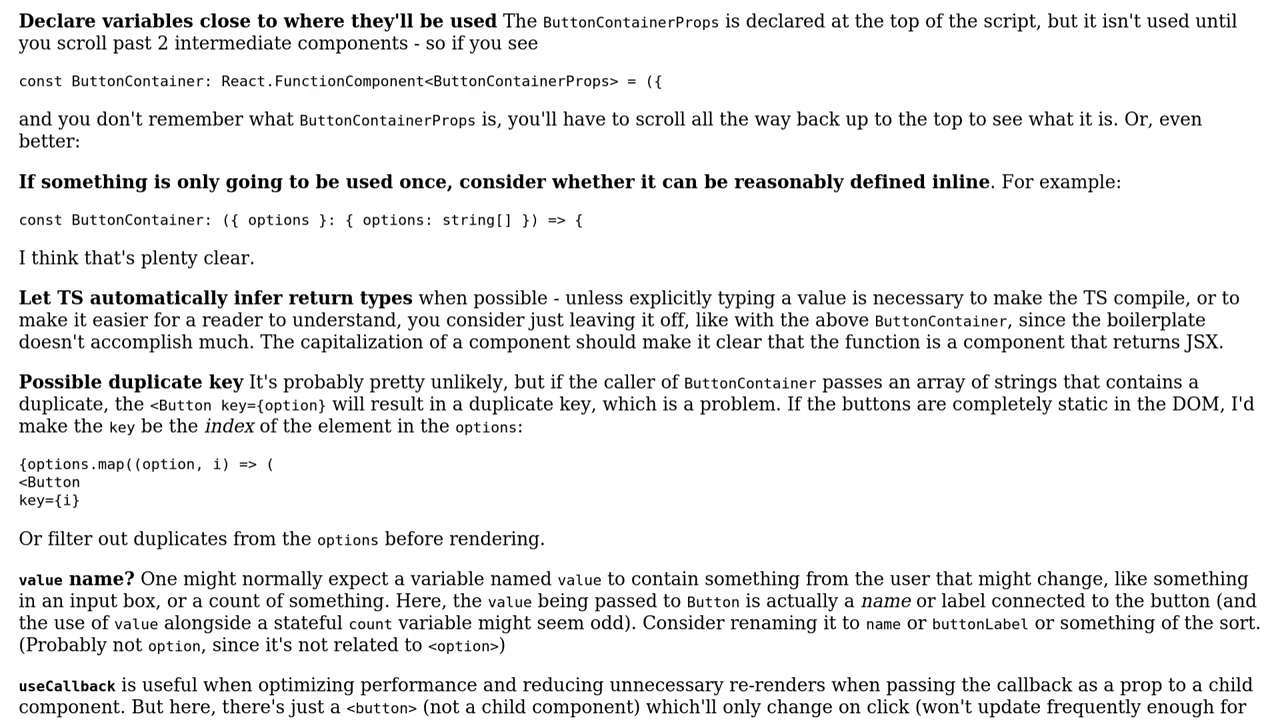 Declare variables close to where they'll be used The ButtonContainerProps is declared at the top of the script, but it isn't used until
you scroll past 2 intermediate components - so if you see
const ButtonContainer: React.FunctionComponent<ButtonContainerProps> = ({
and you don't remember what ButtonContainerProps is, you'll have to scroll all the way back up to the top to see what it is. Or, even
better:
If something is only going to be used once, consider whether it can be reasonably defined inline. For example:
const ButtonContainer: ({ options }: { options: string[] }) => {
I think that's plenty clear.
Let TS automatically infer return types when possible - unless explicitly typing a value is necessary to make the TS compile, or to
make it easier for a reader to understand, you consider just leaving it off, like with the above ButtonContainer, since the boilerplate
doesn't accomplish much. The capitalization of a component should make it clear that the function is a component that returns JSX.
Possible duplicate key It's probably pretty unlikely, but if the caller of ButtonContainer passes an array of strings that contains a
duplicate, the <Button key={option} will result in a duplicate key, which is a problem. If the buttons are completely static in the DOM, I'd
make the key be the index of the element in the options:
{options.map((option, i) => (
<Button
key={i}
Or filter out duplicates from the options before rendering.
value name? One might normally expect a variable named value to contain something from the user that might change, like something
in an input box, or a count of something. Here, the value being passed to Button is actually a name or label connected to the button (and
the use of value alongside a stateful count variable might seem odd). Consider renaming it to name or buttonLabel or something of the sort.
(Probably not option, since it's not related to <option>)
useCallback is useful when optimizing performance and reducing unnecessary re-renders when passing the callback as a prop to a child
component. But here, there's just a <button> (not a child component) which'll only change on click (won't update frequently enough for